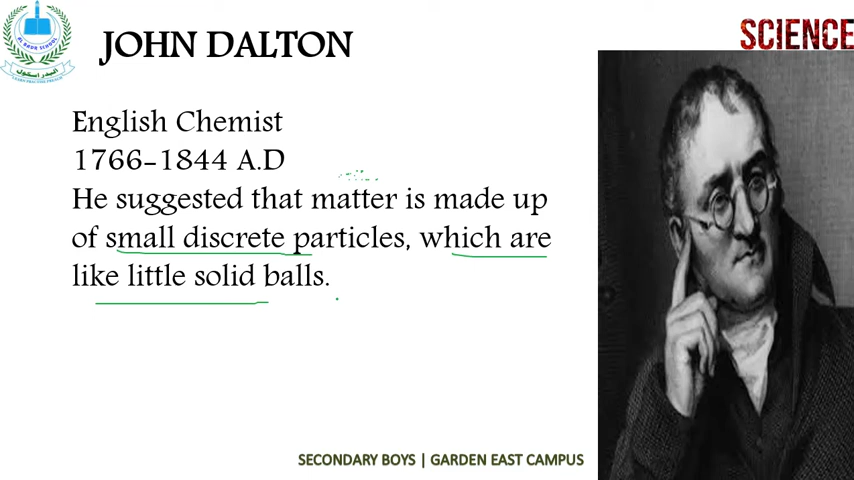 JOHN DALTON
SCIENCE
English Chemist
1766-1844 A.D
He suggested that matter is made up
of small discrete particles, which are
like little solid balls.
SECONDARY BOYS | GARDEN EAST CAMPUS